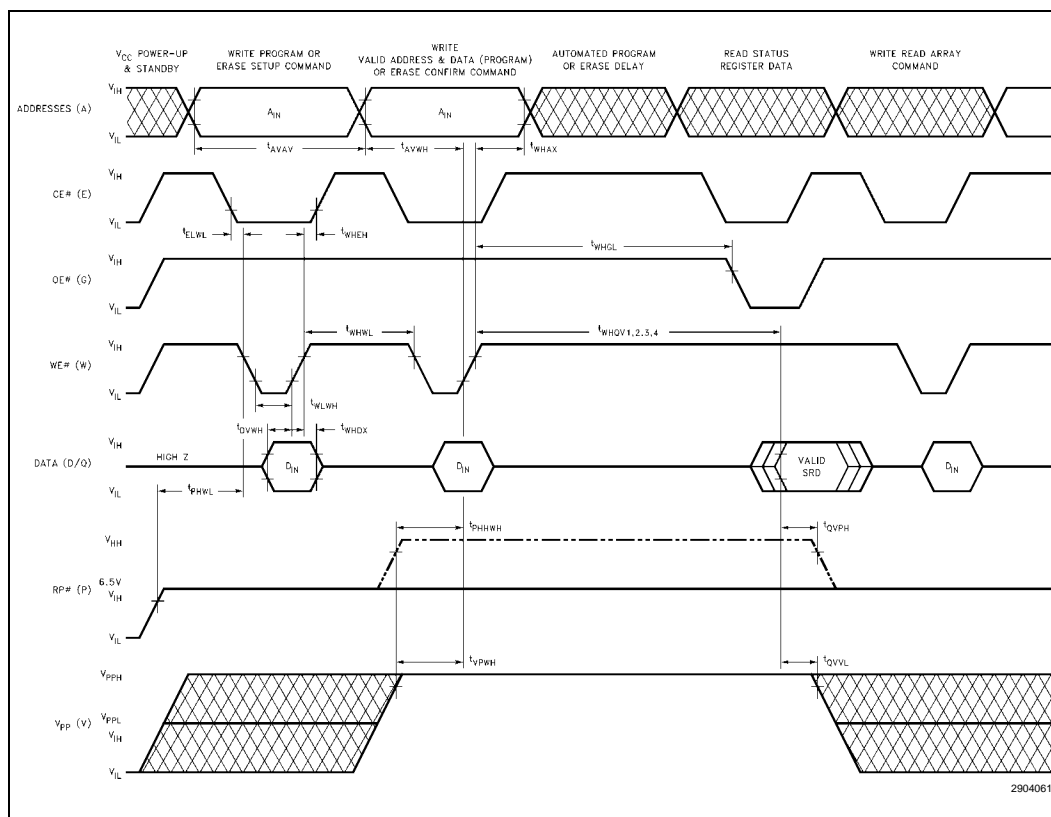 VCC POWER-UP
& STANDBY
WRITE PROGRAM OR
ERASE SETUP COMMAND
WRITE
VALID ADDRESS & DATA (PROGRAM)
OR ERASE CONFIRM COMMAND
AUTOMATED PROGRAM
OR ERASE DELAY
READ STATUS
REGISTER DATA
WRITE READ ARRAY
COMMAND
VIH
ADDRESSES (A)
AIN
AIN
VIL
tAVAV
tAVWH
tWHAX
VIH
CE# (E)
VIL
tELWL
tWHEH
tWHGL
VIH
OE# (G)
VIL
tWHWL
tWHQV1,2,3,4
VIH
WE# (W)
VIL
tWLWH
tDVWH
tWHDX
VIH
DATA (D/Q)
HIGH Z
DIN
DIN
VALID
SRD
DIN
VIL
tPHWL
tPHHWH
tQVPH
VHH
6.5V
RP# (P)
VIH
VIL
tVPWH
tQVVL
VPPH
VPP (V)
VPPL
VIH
VIL
2904061